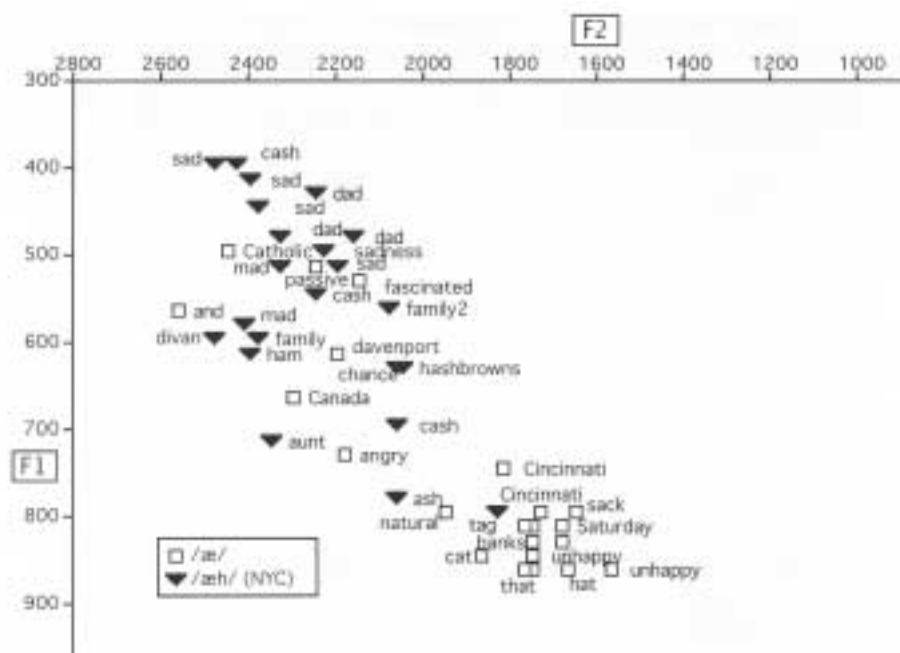 F2
2800 2600 2400 2200 2000 1800 1600 1400 1200 1000
300
400
sad cash
sad
dad
sad
dad dad
500
Catholic sadness
mad sad
passive
fascinated
cash
family2
and
mad
600
divan family
davenport
ham
chance hashbrowns
Canada
700
cash
aunt
angry
F1
Cincinnati
ash Cincinnati
sack
800
natural tag Saturday
banks
cat unhappy
unhappy
that hat
/æ/
/æh/ (NYC)
900